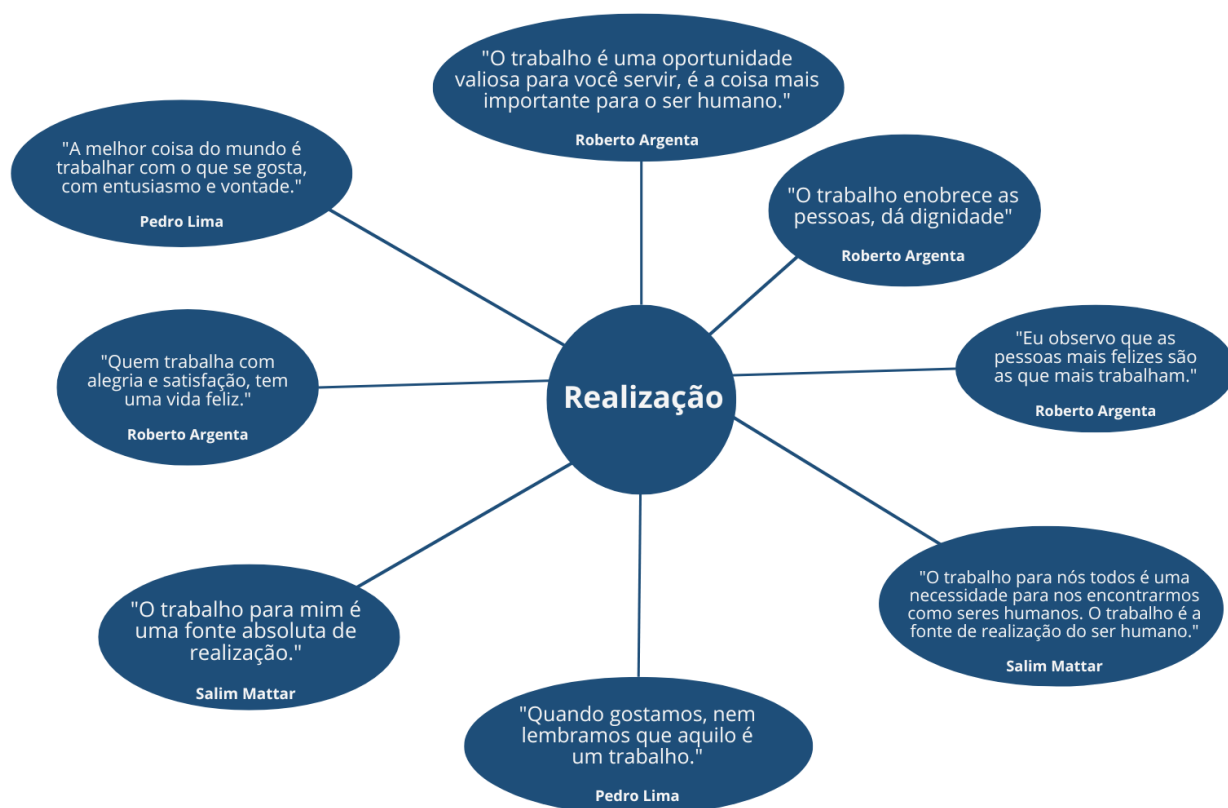 "O trabalho é uma oportunidade
valiosa para você servir, é a coisa mais
importante para o ser humano."
Roberto Argenta
"A melhor coisa do mundo é
trabalhar com o que se gosta,
com entusiasmo e vontade."
Pedro Lima
"O trabalho enobrece as
pessoas, dá dignidade"
Roberto Argenta
"Quem trabalha com
alegria e satisfação, tem
uma vida feliz."
Roberto Argenta
Realização
"Eu observo que as
pessoas mais felizes são
as que mais trabalham."
Roberto Argenta
"O trabalho para mim é
uma fonte absoluta de
realização."
Salim Mattar
"O trabalho para nós todos é uma
necessidade para nos encontrarmos
como seres humanos. O trabalho é a
fonte de realização do ser humano."
Salim Mattar
"Quando gostamos, nem
lembramos que aquilo é
um trabalho."
Pedro Lima